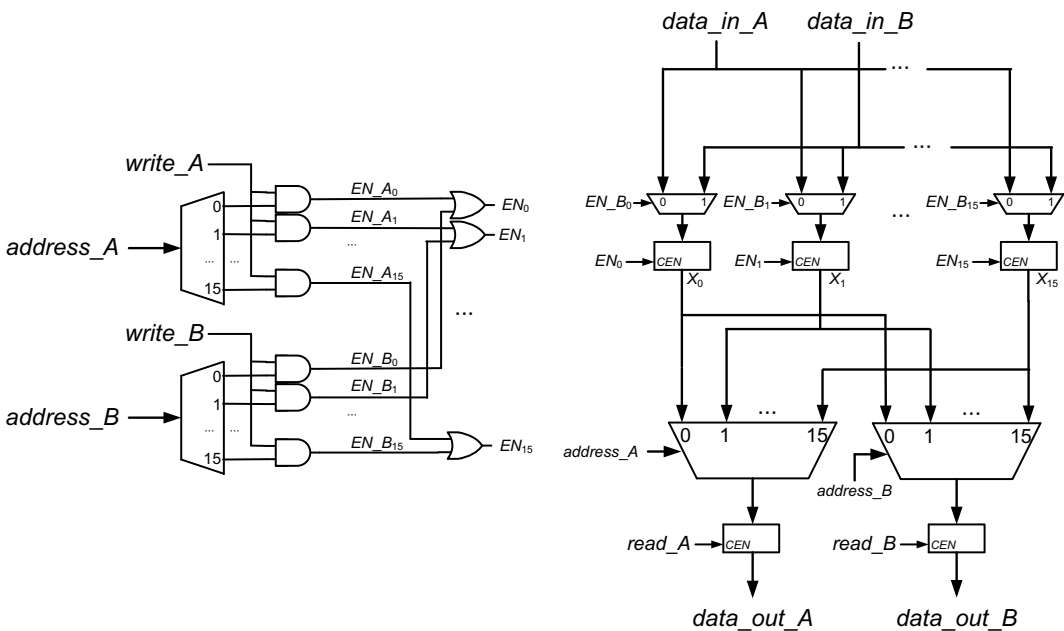 data_in_A data_in_B
...
write_A
0 EN_A₀ EN₀
1 EN_A₁ EN₁
address_A
... ... ...
15 EN_A₁₅
...
write_B
0 EN_B₀
1 EN_B₁
address_B
... ... ...
15 EN_B₁₅ EN₁₅
...
EN_B₀ 0 1 EN_B₁ 0 1 ... EN_B₁₅ 0 1
EN₀ CEN EN₁ CEN EN₁₅ CEN
X₀ X₁ X₁₅
... ...
0 1 15 0 1 15
address_A
address_B
read_A CEN read_B CEN
data_out_A data_out_B